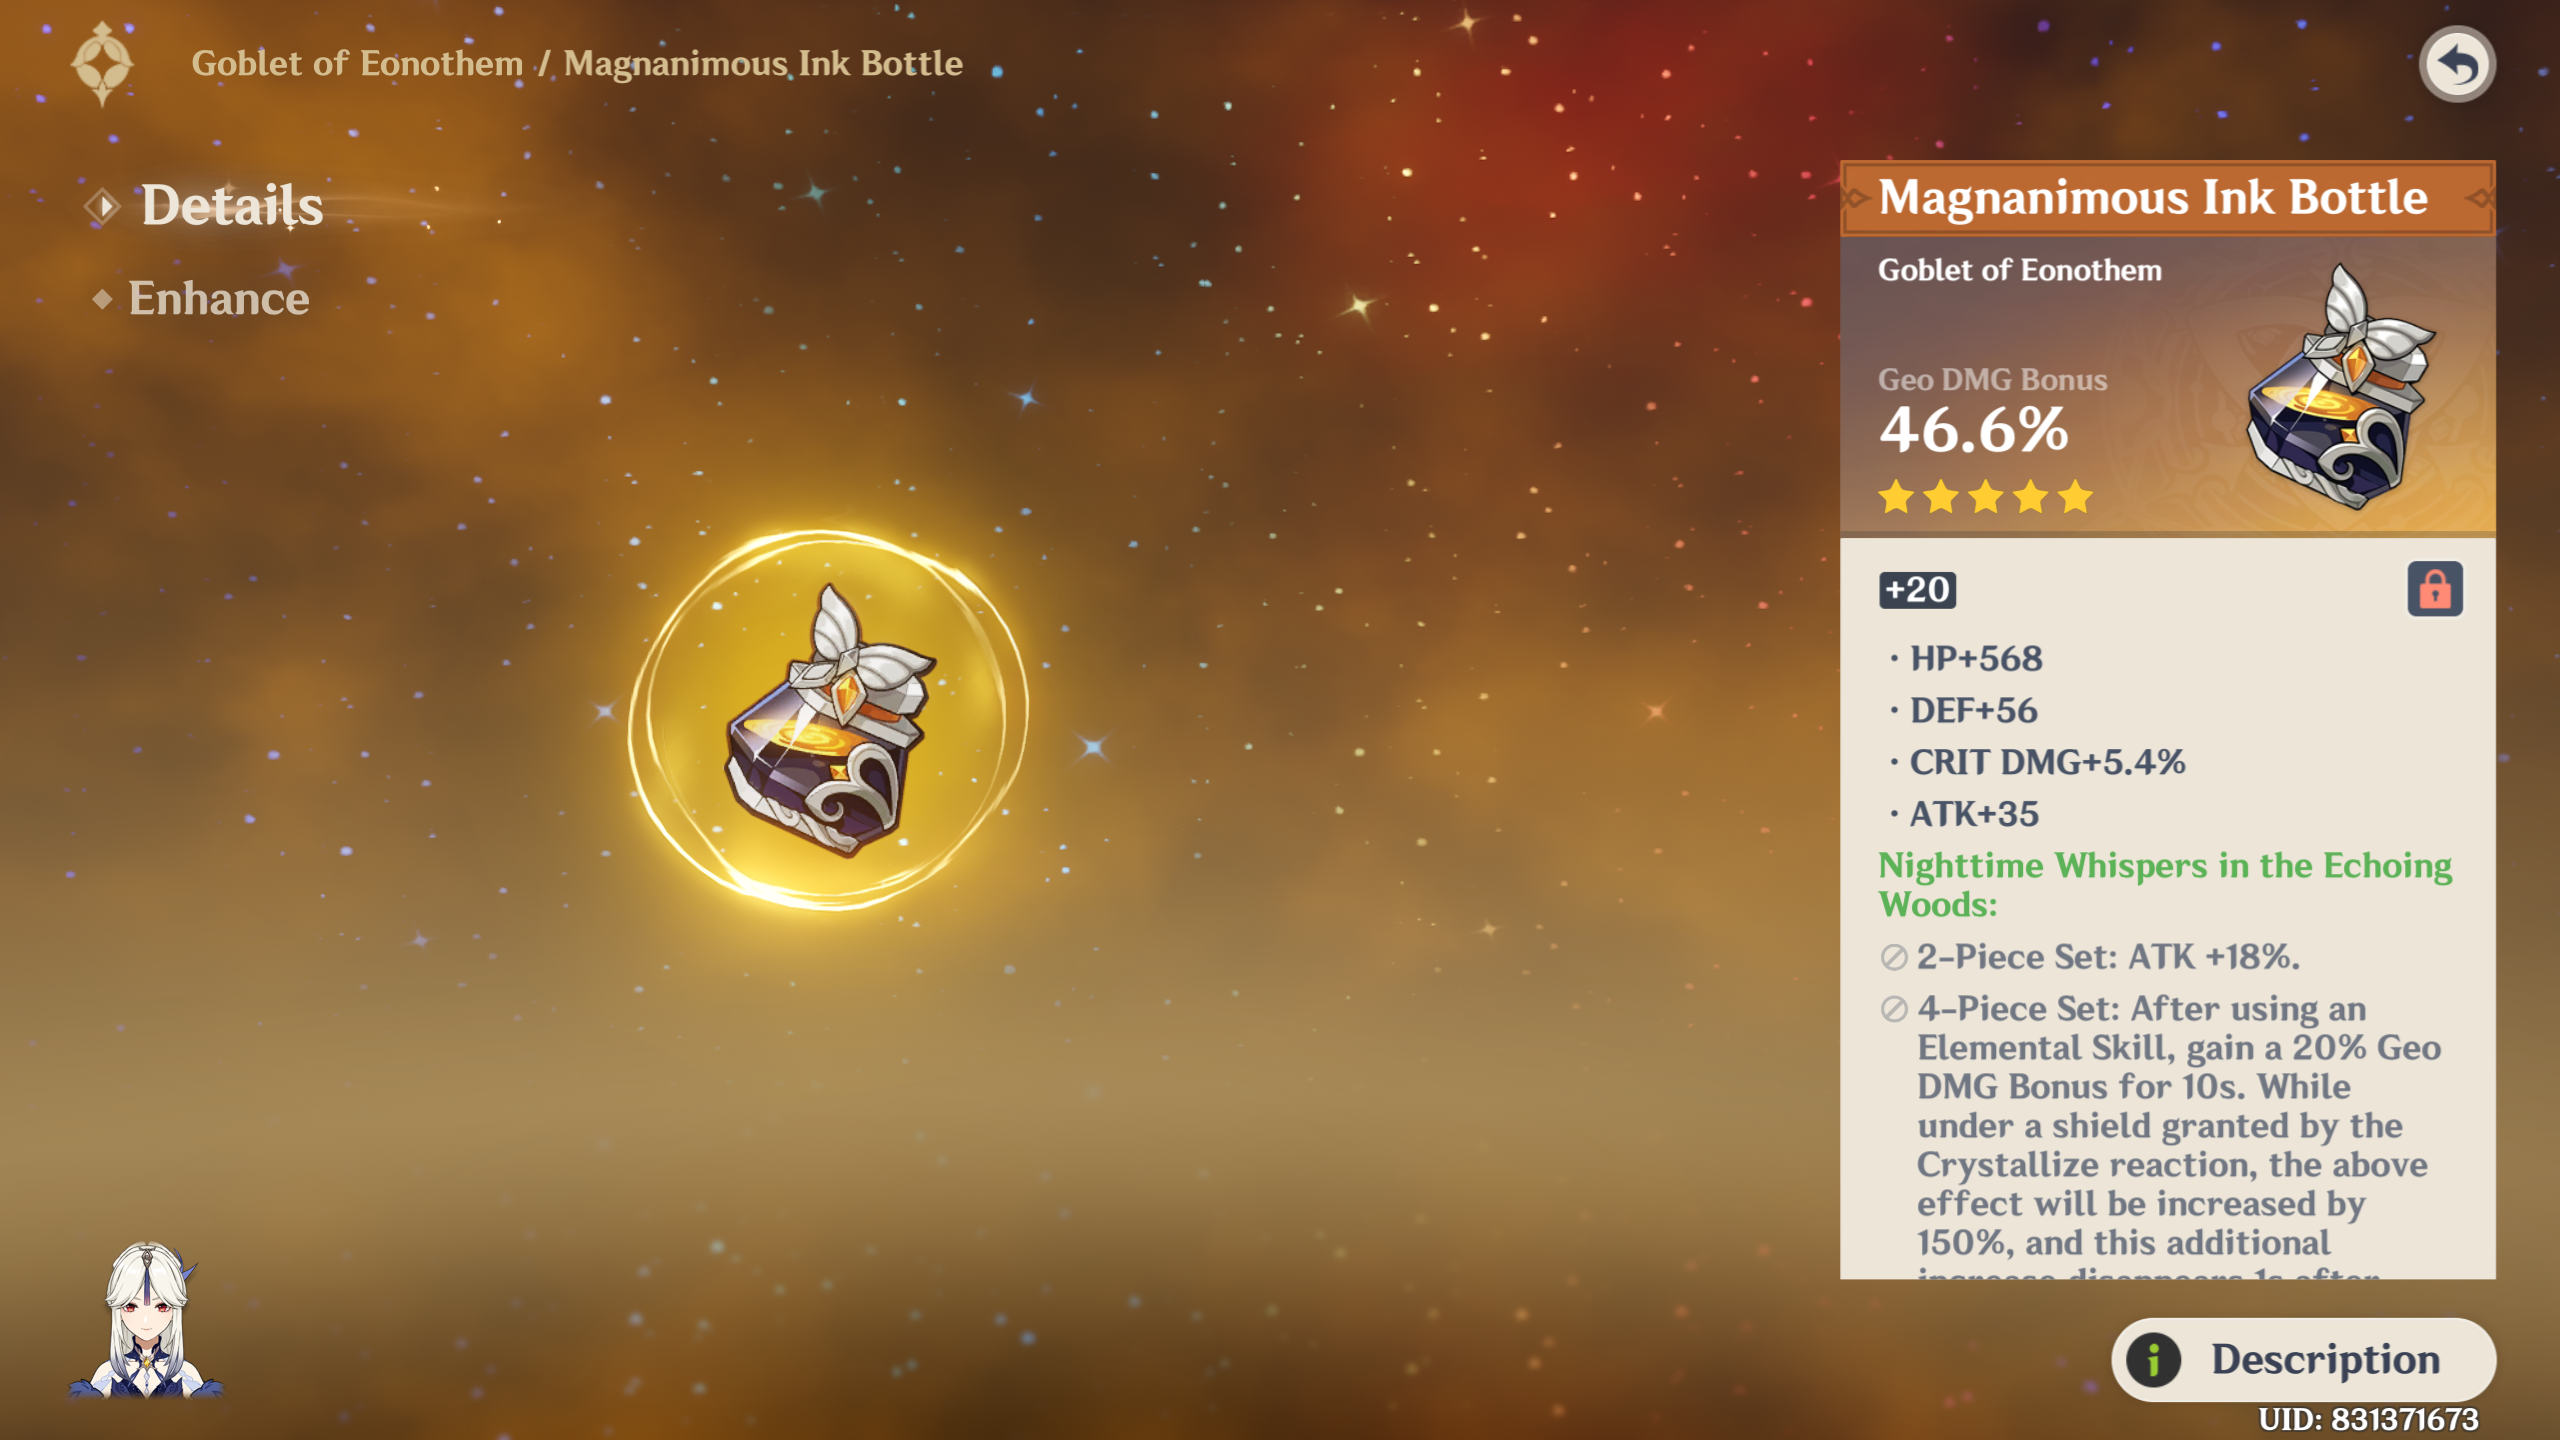 Goblet of Eonothem / Magnanimous Ink Bottle
Details
Enhance
Magnanimous Ink Bottle
Goblet of Eonothem
Geo DMG Bonus
46.6%
+20
· HP+568
· DEF+56
· CRIT DMG+5.4%
· ATK+35
Nighttime Whispers in the Echoing
Woods:
2-Piece Set: ATK +18%.
4-Piece Set: After using an
Elemental Skill, gain a 20% Geo
DMG Bonus for 10s. While
under a shield granted by the
Crystallize reaction, the above
effect will be increased by
150%, and this additional
increase disappears 1s after
Description
UID: 831371673